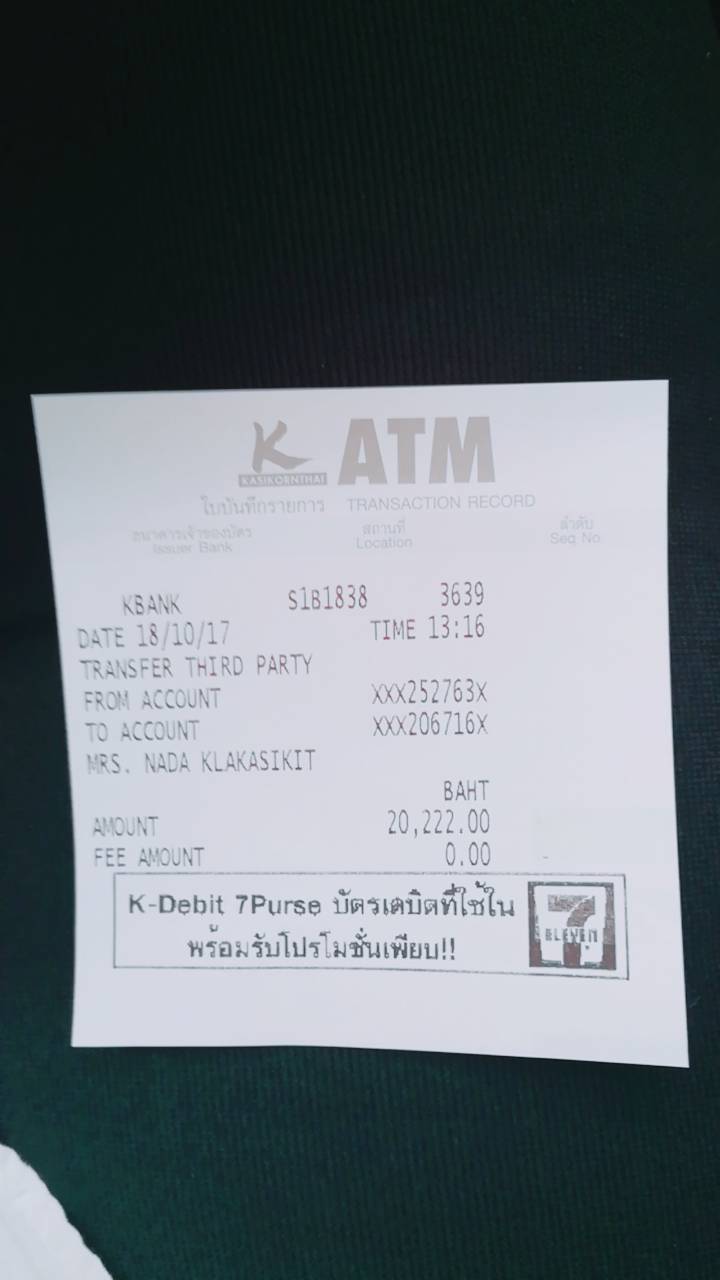 K ATM
KASIKORNTHAI
ใบบันทึกรายการ TRANSACTION RECORD
ธนาคารเจ้าของบัตร สถานที่ ลำดับ
Issuer Bank Location Seq No
KBANK S1B1838 3639
DATE 18/10/17 TIME 13:16
TRANSFER THIRD PARTY
FROM ACCOUNT XXX252763X
TO ACCOUNT XXX206716X
MRS. NADA KLAKASIKIT
BAHT
AMOUNT 20,222.00
FEE AMOUNT 0.00
K-Debit 7Purse บัตรเดบิตที่ใช้ใน
พร้อมรับโปรโมชั่นเพียบ!!
7 ELEVEN